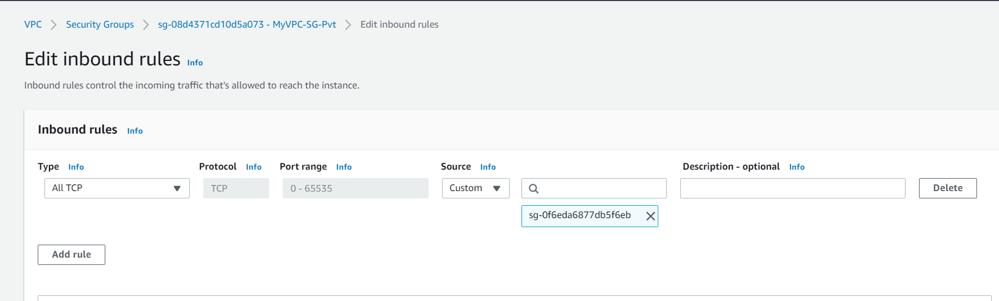 VPC > Security Groups > sg-08d4371cd10d5a073 - MyVPC-SG-Pvt > Edit inbound rules
Edit inbound rules Info
Inbound rules control the incoming traffic that's allowed to reach the instance.
Inbound rules Info
Type Info Protocol Info Port range Info Source Info Description - optional Info
All TCP TCP 0 - 65535 Custom Delete
sg-0f6eda6877db5f6eb
Add rule